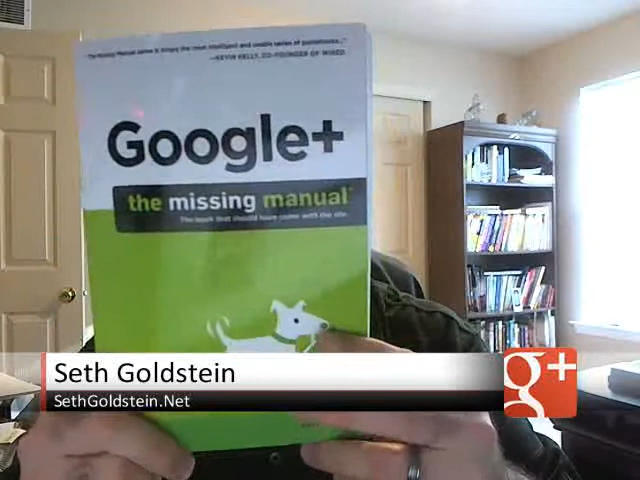 "The Missing Manual series is simply the most intelligent and usable series of guidebooks..."
—KEVIN KELLY, CO-FOUNDER OF WIRED
Google+
the missing manual
The book that should have come with the site
Seth Goldstein
SethGoldstein.Net
g+